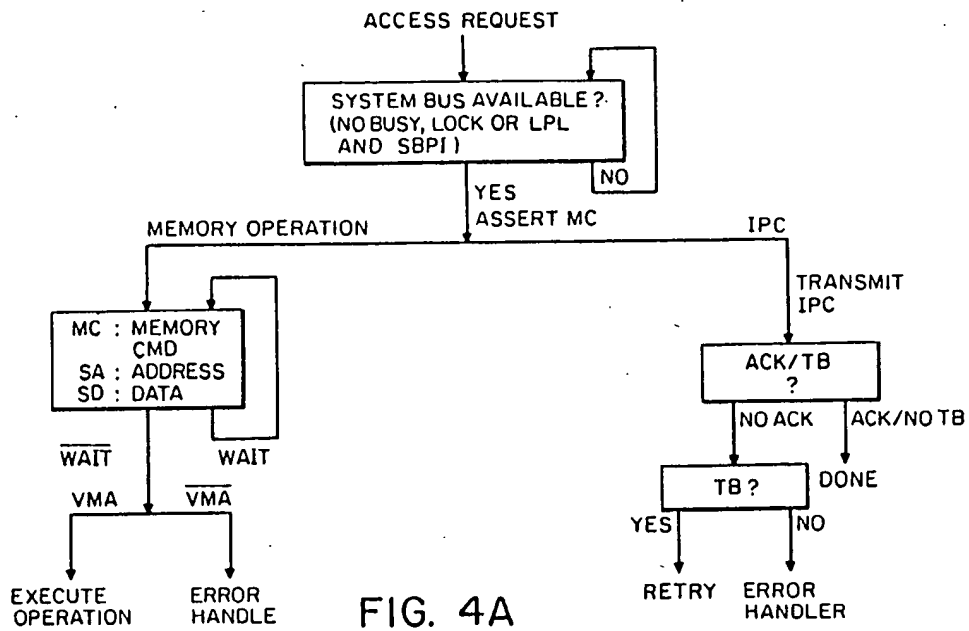 ACCESS REQUEST
SYSTEM BUS AVAILABLE?
(NO BUSY, LOCK OR LPL
AND SBPI)
NO
YES
ASSERT MC
MEMORY OPERATION
IPC
TRANSMIT
IPC
MC : MEMORY
CMD
SA : ADDRESS
SD : DATA
WAIT
WAIT
VMA
VMA
EXECUTE
OPERATION
ERROR
HANDLE
ACK/TB
?
NO ACK
ACK/NO TB
DONE
TB ?
YES
NO
RETRY
ERROR
HANDLER
FIG. 4A